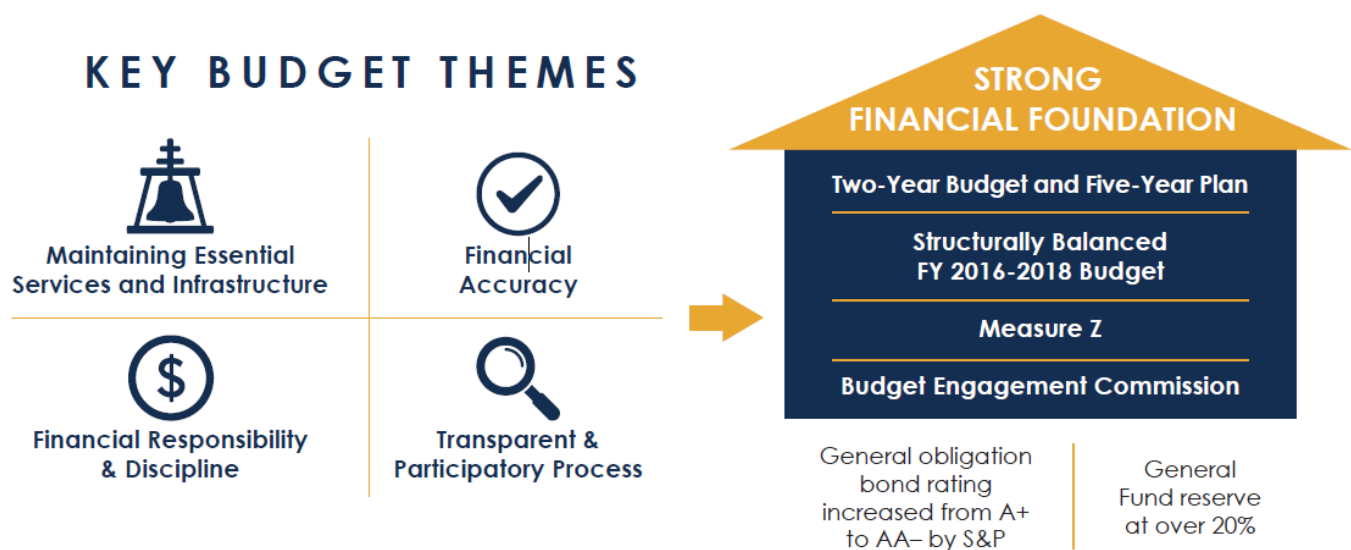 KEY BUDGET THEMES
Maintaining Essential
Services and Infrastructure
Financial
Accuracy
$
Financial Responsibility
& Discipline
Transparent &
Participatory Process
STRONG
FINANCIAL FOUNDATION
Two-Year Budget and Five-Year Plan
Structurally Balanced
FY 2016-2018 Budget
Measure Z
Budget Engagement Commission
General obligation
bond rating
increased from A+
to AA– by S&P
General
Fund reserve
at over 20%